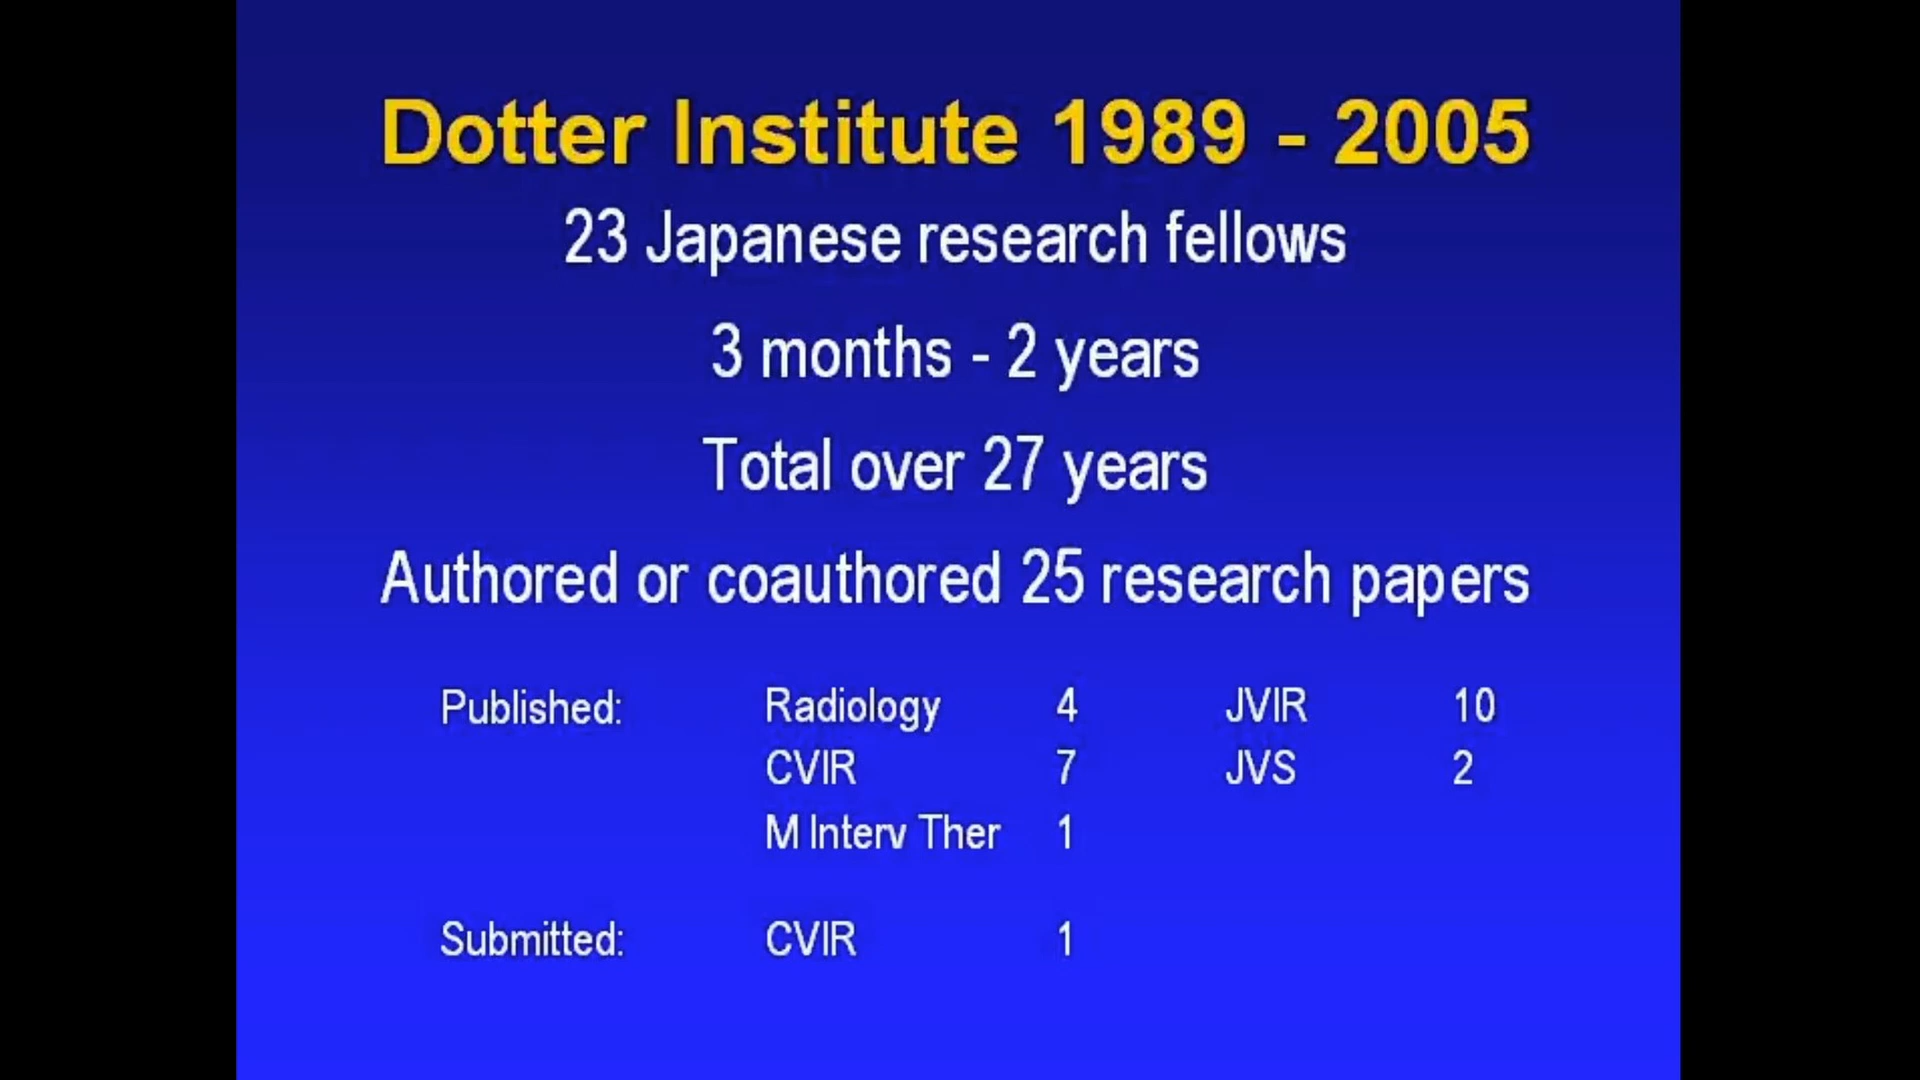 Dotter Institute 1989 - 2005
23 Japanese research fellows
3 months - 2 years
Total over 27 years
Authored or coauthored 25 research papers
Published: Radiology 4 JVIR 10
CVIR 7 JVS 2
M Interv Ther 1
Submitted: CVIR 1